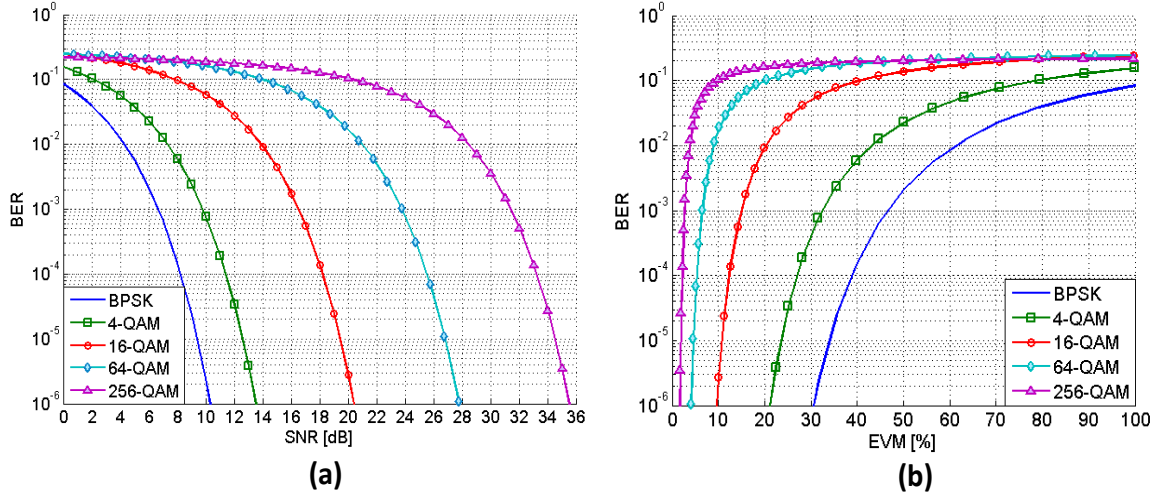 BER
10^0
10^-1
10^-2
10^-3
10^-4
10^-5
10^-6
BPSK
4-QAM
16-QAM
64-QAM
256-QAM
0 2 4 6 8 10 12 14 16 18 20 22 24 26 28 30 32 34 36
SNR [dB]
(a)
BER
10^0
10^-1
10^-2
10^-3
10^-4
10^-5
10^-6
BPSK
4-QAM
16-QAM
64-QAM
256-QAM
0 10 20 30 40 50 60 70 80 90 100
EVM [%]
(b)